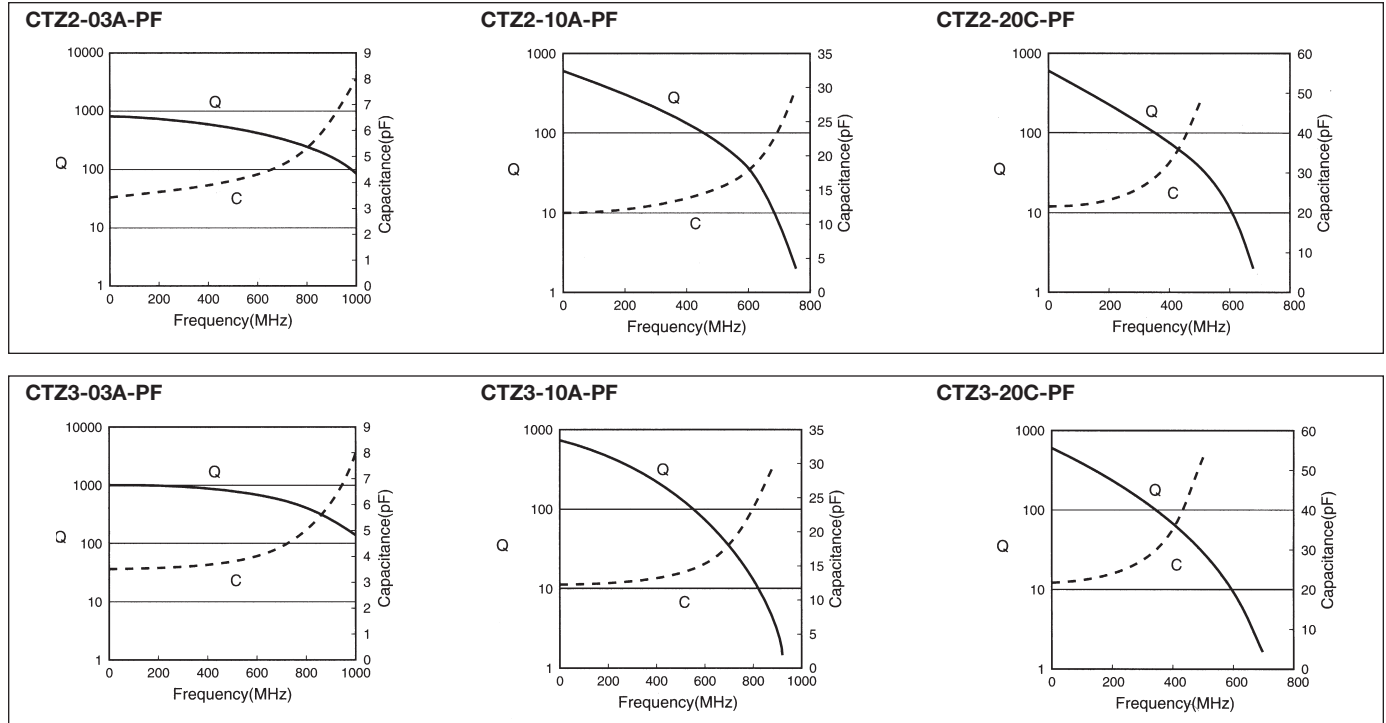 CTZ2-03A-PF
10000
1000
100
10
1
Q
Q
C
9
8
7
6
5
4
3
2
1
0
Capacitance(pF)
0 200 400 600 800 1000
Frequency(MHz)
CTZ2-10A-PF
1000
100
10
1
Q
Q
C
35
30
25
20
15
10
5
0
Capacitance(pF)
0 200 400 600 800
Frequency(MHz)
CTZ2-20C-PF
1000
100
10
1
Q
Q
C
60
50
40
30
20
10
0
Capacitance(pF)
0 200 400 600 800
Frequency(MHz)
CTZ3-03A-PF
10000
1000
100
10
1
Q
Q
C
9
8
7
6
5
4
3
2
1
0
Capacitance(pF)
0 200 400 600 800 1000
Frequency(MHz)
CTZ3-10A-PF
1000
100
10
1
Q
Q
C
35
30
25
20
15
10
5
0
Capacitance(pF)
0 200 400 600 800 1000
Frequency(MHz)
CTZ3-20C-PF
1000
100
10
1
Q
Q
C
60
50
40
30
20
10
0
Capacitance(pF)
0 200 400 600 800
Frequency(MHz)